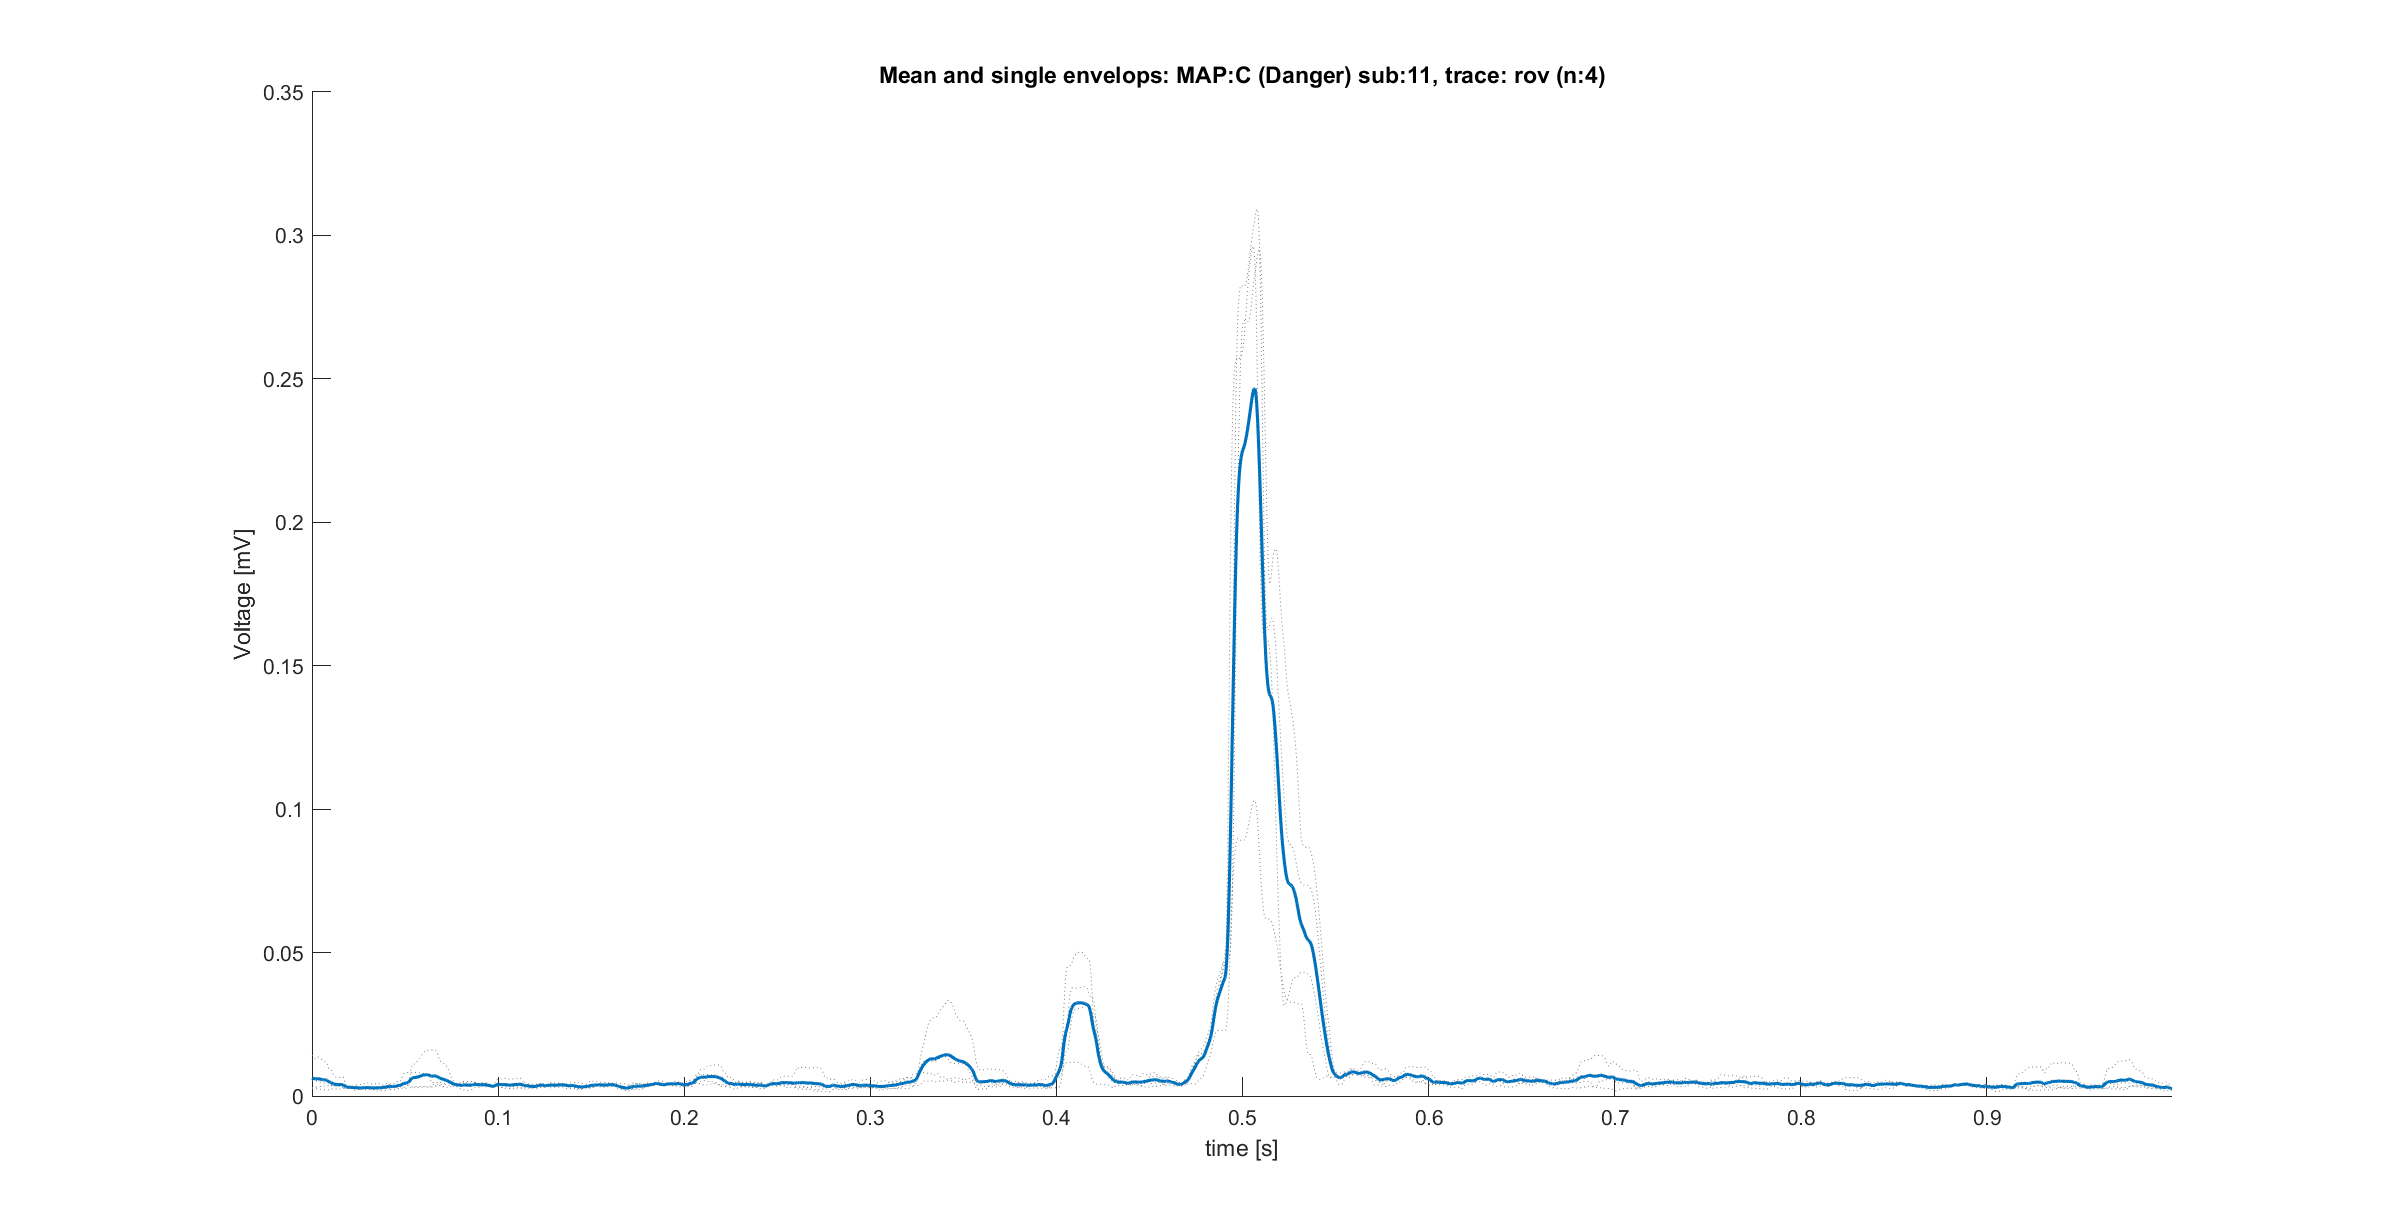 Mean and single envelops: MAP:C (Danger) sub:11, trace: rov (n:4)
0.35
0.3
0.25
0.2
0.15
0.1
0.05
0
Voltage [mV]
0 0.1 0.2 0.3 0.4 0.5 0.6 0.7 0.8 0.9
time [s]